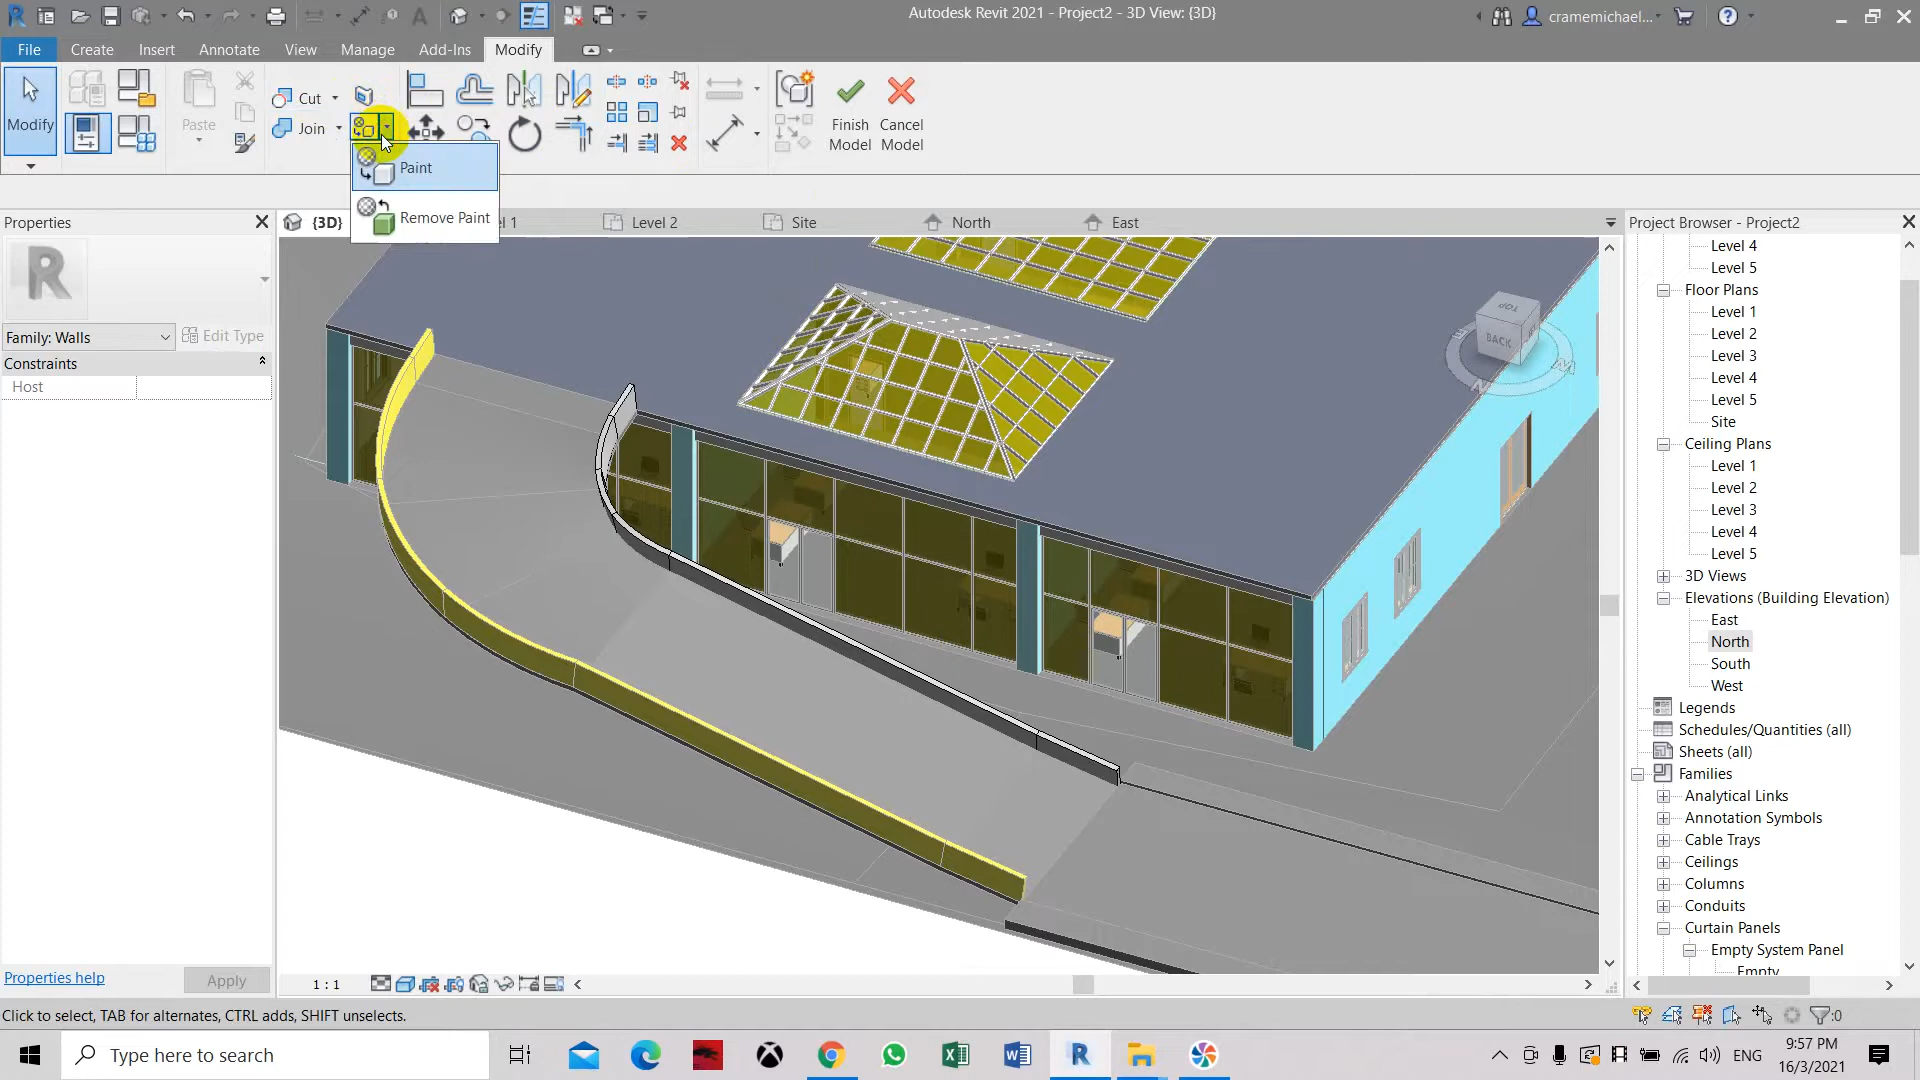 Autodesk Revit 2021 - Project2 - 3D View: {3D}
cramemichael...
File Create Insert Annotate View Manage Add-Ins Modify
Modify
Paste
Cut
Join
Finish Model
Cancel Model
Paint
Remove Paint
Properties
Family: Walls
Edit Type
Constraints
Host
Properties help
Apply
{3D}
1
Level 2
Site
North
East
TOP
BACK
N
Project Browser - Project2
Level 4
Level 5
Floor Plans
Level 1
Level 2
Level 3
Level 4
Level 5
Site
Ceiling Plans
Level 1
Level 2
Level 3
Level 4
Level 5
3D Views
Elevations (Building Elevation)
East
North
South
West
Legends
Schedules/Quantities (all)
Sheets (all)
Families
Analytical Links
Annotation Symbols
Cable Trays
Ceilings
Columns
Conduits
Curtain Panels
Empty System Panel
Empty
1 : 1
Click to select, TAB for alternates, CTRL adds, SHIFT unselects.
:0
Type here to search
ENG
9:57 PM
16/3/2021